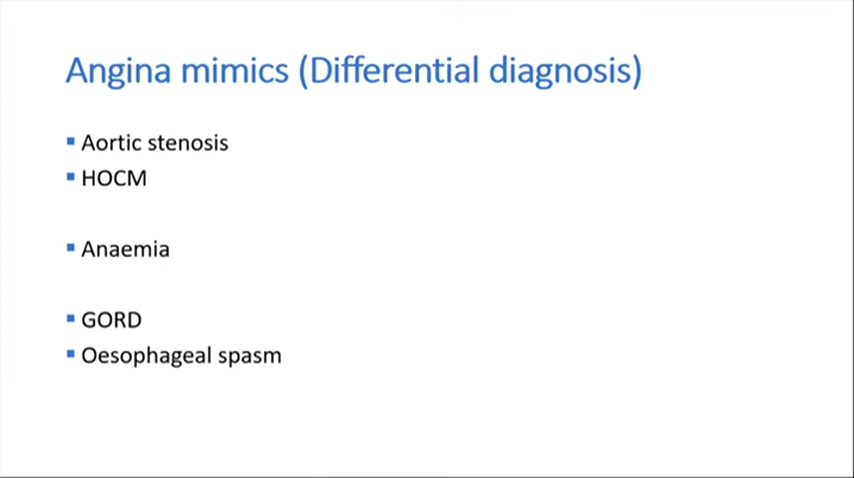 Angina mimics (Differential diagnosis)
Aortic stenosis
HOCM
Anaemia
GORD
Oesophageal spasm